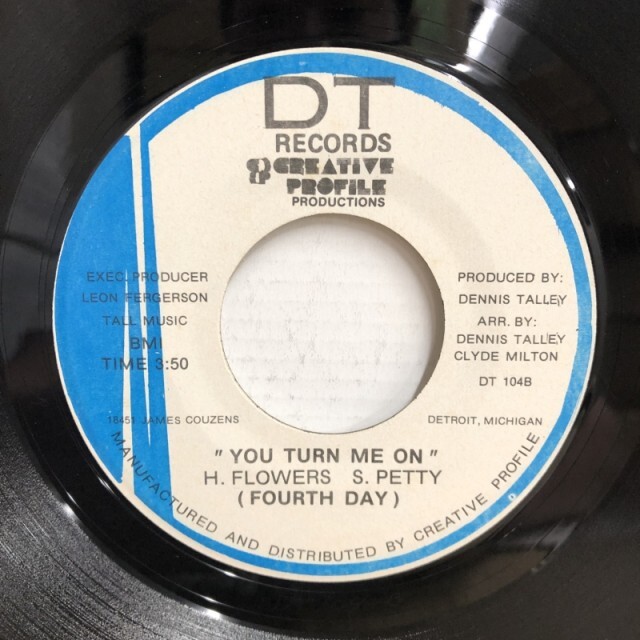 DT
RECORDS
CREATIVE
PROFILE
PRODUCTIONS
EXEC. PRODUCER
LEON FERGERSON
TALL MUSIC
BMI
TIME 3:50
PRODUCED BY:
DENNIS TALLEY
ARR. BY:
DENNIS TALLEY
CLYDE MILTON
DT 104B
18451 JAMES COUZENS
DETROIT, MICHIGAN
"YOU TURN ME ON"
H. FLOWERS S. PETTY
(FOURTH DAY)
MANUFACTURED AND DISTRIBUTED BY CREATIVE PROFILE